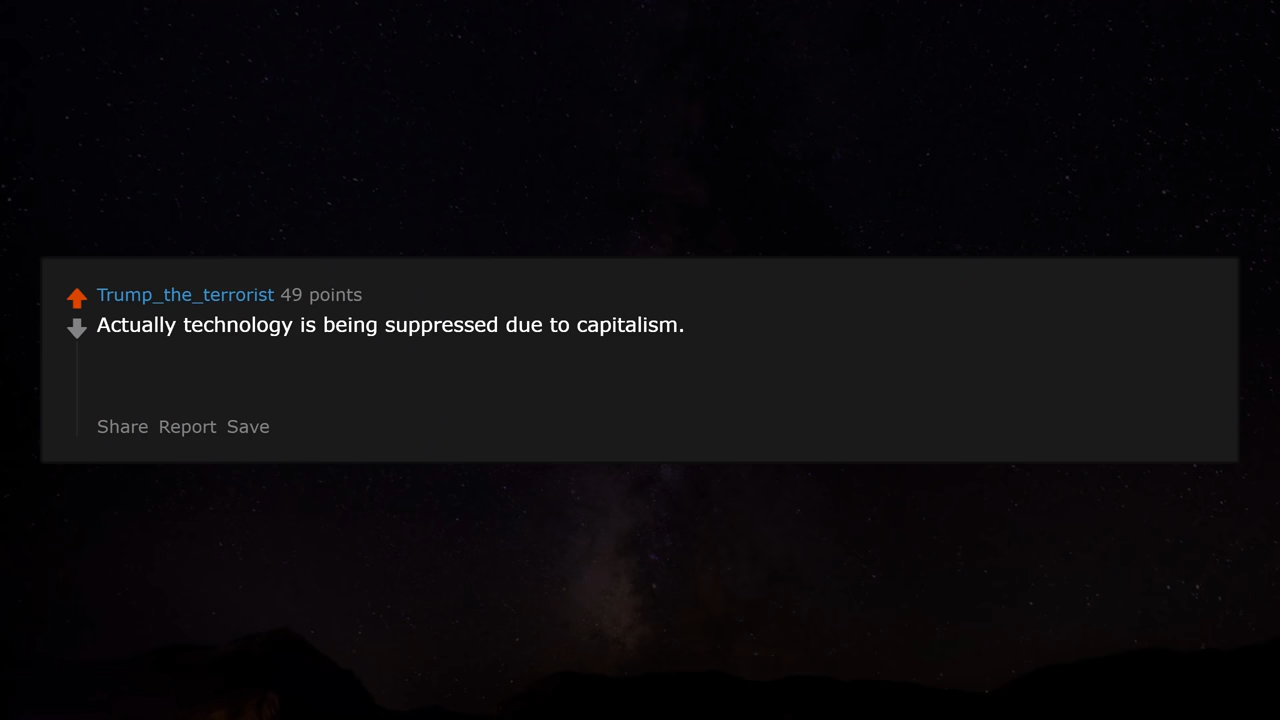 Trump_the_terrorist 49 points
Actually technology is being suppressed due to capitalism.
Share Report Save